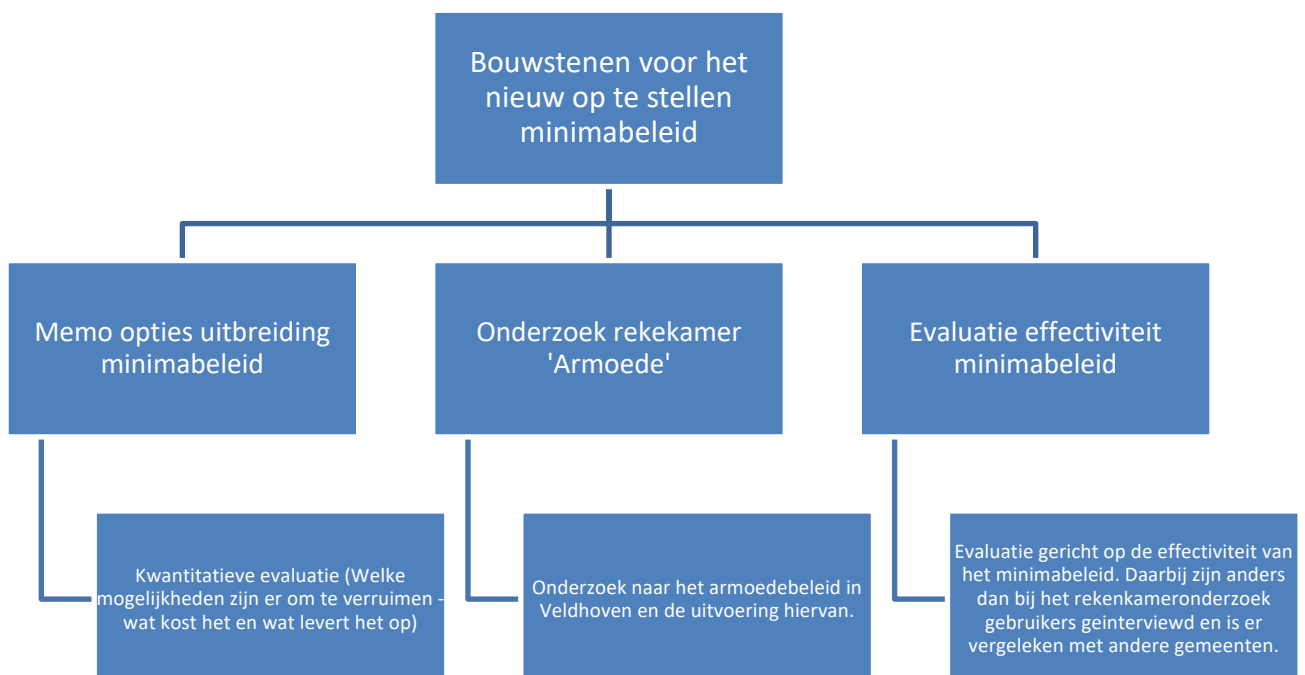 Bouwstenen voor het
nieuw op te stellen
minimabeleid
Memo opties uitbreiding
minimabeleid
Onderzoek rekekamer
'Armoede'
Evaluatie effectiviteit
minimabeleid
Kwantitatieve evaluatie (Welke
mogelijkheden zijn er om te verruimen -
wat kost het en wat levert het op)
Onderzoek naar het armoedebeleid in
Veldhoven en de uitvoering hiervan.
Evaluatie gericht op de effectiviteit van
het minimabeleid. Daarbij zijn anders
dan bij het rekenkameronderzoek
gebruikers geinterviewd en is er
vergeleken met andere gemeenten.